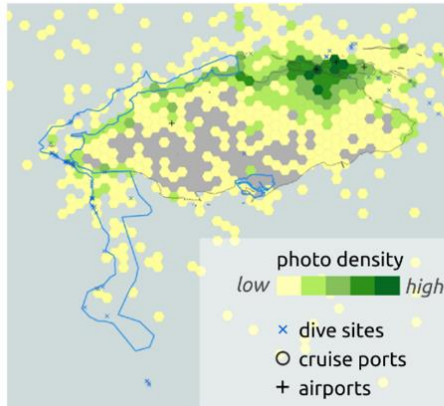 photo density
low high
× dive sites
cruise ports
+ airports